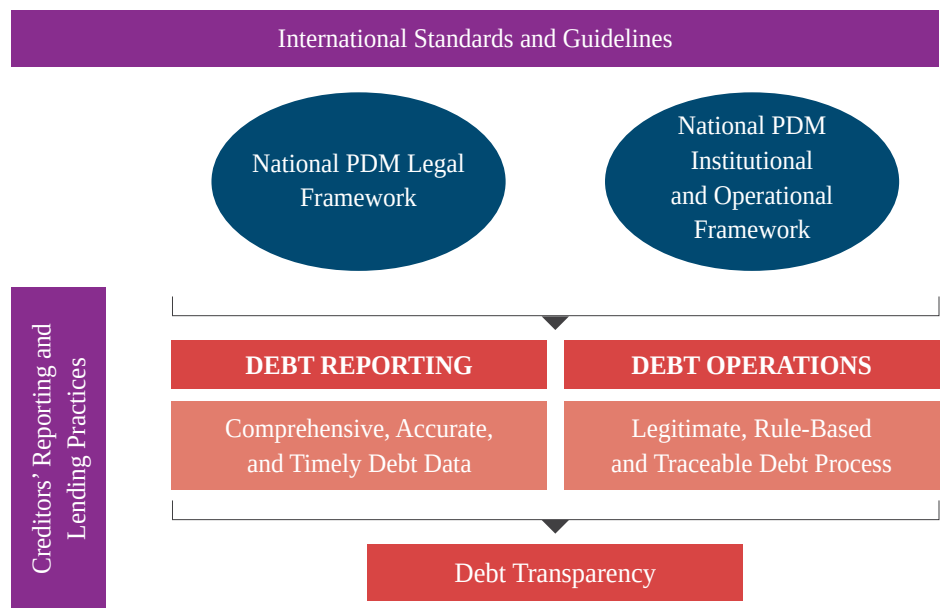 International Standards and Guidelines
National PDM Legal
Framework
National PDM
Institutional
and Operational
Framework
Creditors’ Reporting and
Lending Practices
DEBT REPORTING
DEBT OPERATIONS
Comprehensive, Accurate,
and Timely Debt Data
Legitimate, Rule-Based
and Traceable Debt Process
Debt Transparency